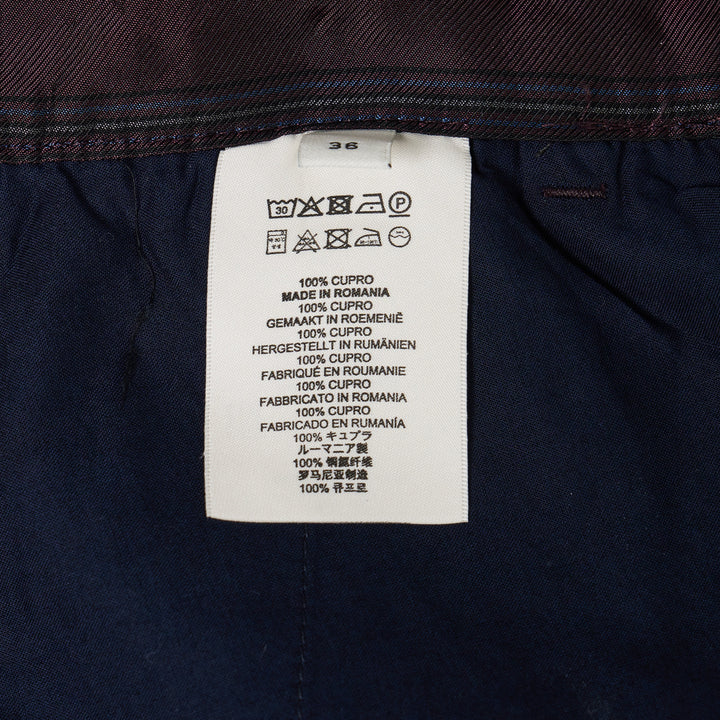 36
30
100% CUPRO
MADE IN ROMANIA
100% CUPRO
GEMAAKT IN ROEMENIË
100% CUPRO
HERGESTELLT IN RUMÄNIEN
100% CUPRO
FABRIQUÉ EN ROUMANIE
100% CUPRO
FABBRICATO IN ROMANIA
100% CUPRO
FABRICADO EN RUMANÍA
100% キュプラ
ルーマニア製
100% 铜氨纤维
罗马尼亚制造
100% 큐프로